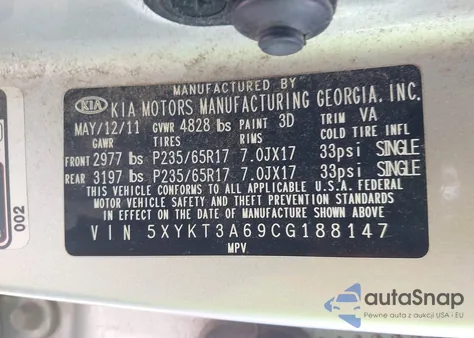 MANUFACTURED BY
KIA KIA MOTORS MANUFACTURING GEORGIA, INC.
MAY/12/11 GVWR 4828 lbs PAINT 3D TRIM VA
GAWR TIRES RIMS COLD TIRE INFL
FRONT 2977 lbs P235/65R17 7.0JX17 33psi SINGLE
REAR 3197 lbs P235/65R17 7.0JX17 33psi SINGLE
THIS VEHICLE CONFORMS TO ALL APPLICABLE U.S.A. FEDERAL
MOTOR VEHICLE SAFETY AND THEFT PREVENTION STANDARDS
IN EFFECT ON THE DATE OF MANUFACTURE SHOWN ABOVE
VIN 5XYKT3A69CG188147
MPV
002
autaSnap
Pewne auta z aukcji USA i EU